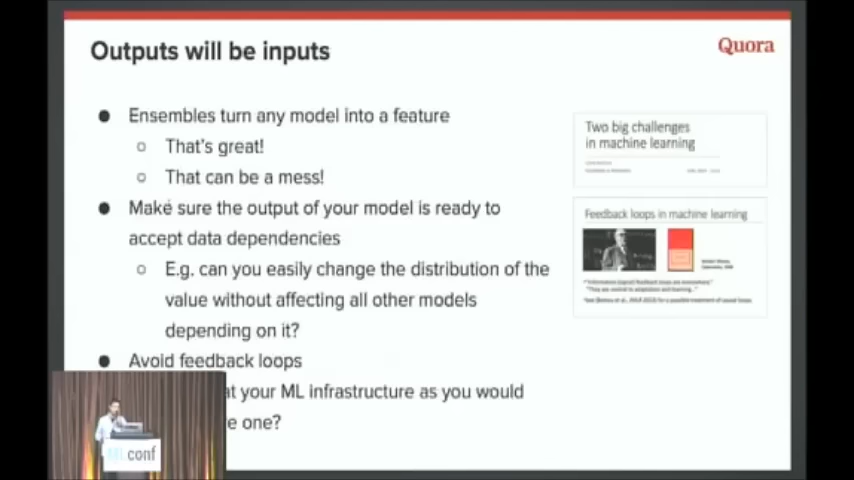 Outputs will be inputs
Quora
● Ensembles turn any model into a feature
○ That's great!
○ That can be a mess!
● Make sure the output of your model is ready to
accept data dependencies
○ E.g. can you easily change the distribution of the
value without affecting all other models
depending on it?
● Avoid feedback loops
at your ML infrastructure as you would
e one?
Two big challenges
in machine learning
Feedback loops in machine learning
MLconf